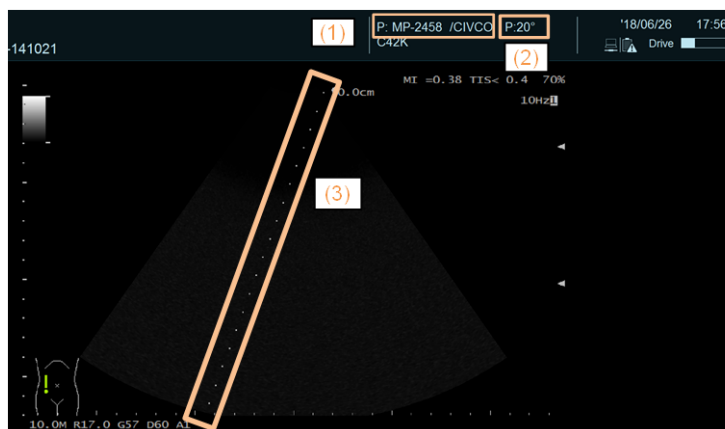 (1) P: MP-2458 /CIVCO P:20° '18/06/26 17:56
-141021 C42K (2) Drive
MI =0.38 TIS< 0.4 70%
0.0cm
10Hz
(3)
!
10.0M R17.0 G57 D60 A1